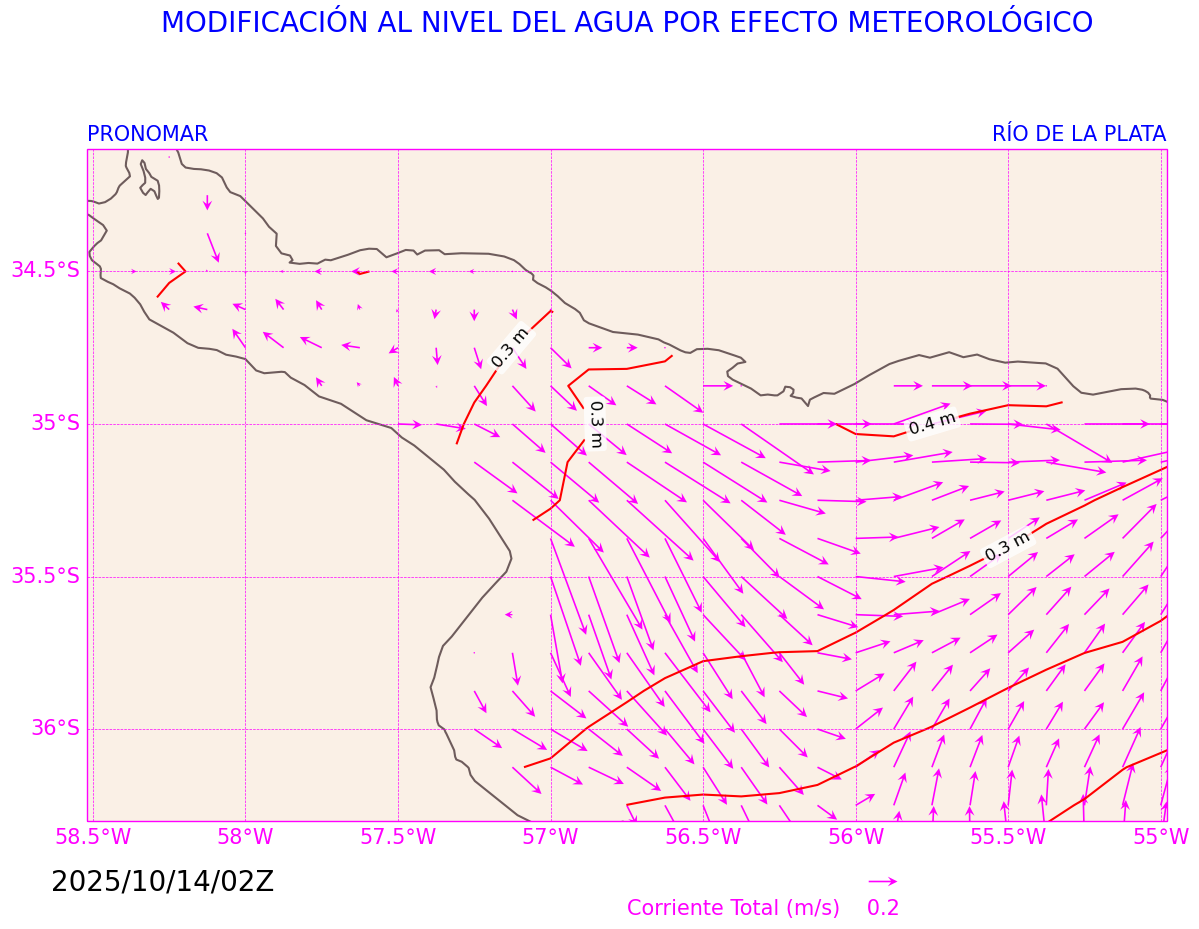 MODIFICACIÓN AL NIVEL DEL AGUA POR EFECTO METEOROLÓGICO
PRONOMAR
RÍO DE LA PLATA
34.5°S
0.3 m
35°S
0.3 m
0.4 m
0.3 m
35.5°S
36°S
58.5°W
58°W
57.5°W
57°W
56.5°W
56°W
55.5°W
55°W
2025/10/14/02Z
Corriente Total (m/s)
0.2